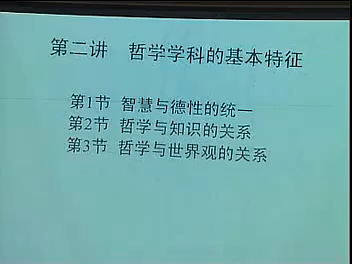 第二讲 哲学学科的基本特征
第1节 智慧与德性的统一
第2节 哲学与知识的关系
第3节 哲学与世界观的关系